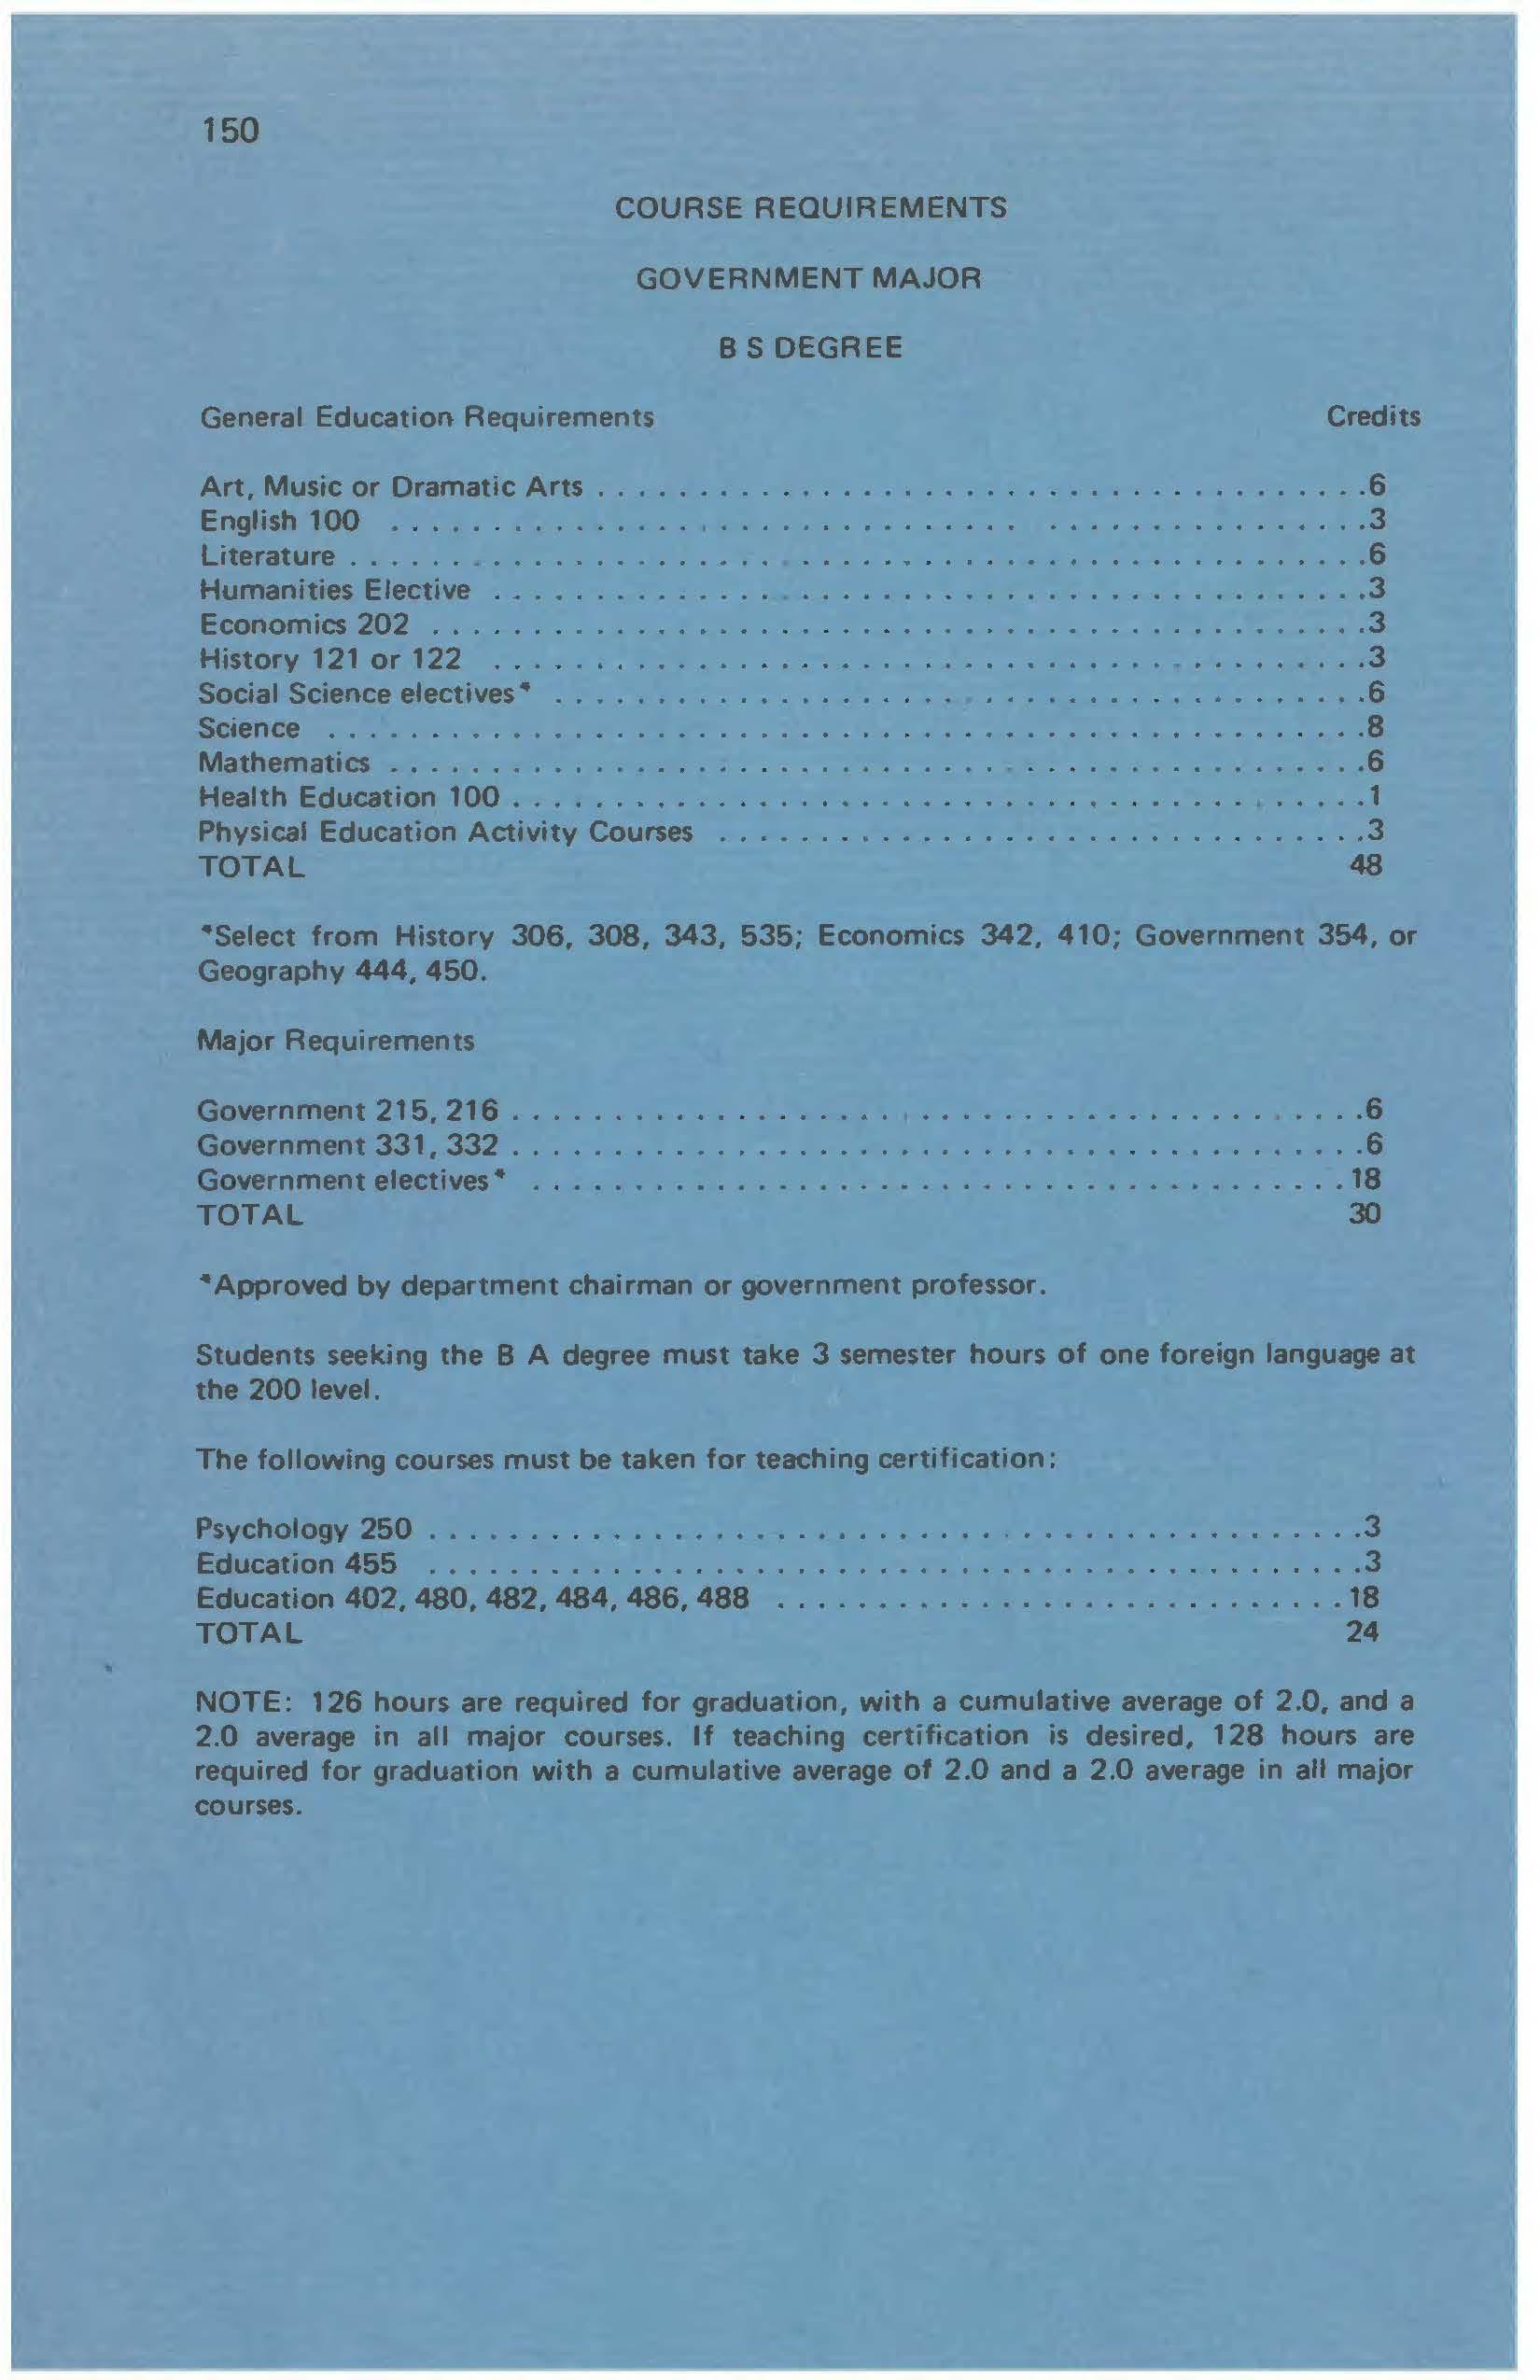 150
COURSE REQUIREMENTS
GOVERNMENT MAJOR
B S DEGREE
General Education Requirements Credits
Art, Music or Dramatic Arts . . . . . . . . . . . . . . . . . . . . 6
English 100 . . . . . . . . . . . . . . . . . . . . 3
Literature . . . . . . . . . . . . . . . . . . . . 6
Humanities Elective . . . . . . . . . . . . . . . . . . . . 3
Economics 202 . . . . . . . . . . . . . . . . . . . . 3
History 121 or 122 . . . . . . . . . . . . . . . . . . . . 3
Social Science electives* . . . . . . . . . . . . . . . . . . . . 6
Science . . . . . . . . . . . . . . . . . . . . 8
Mathematics . . . . . . . . . . . . . . . . . . . . 6
Health Education 100 . . . . . . . . . . . . . . . . . . . . 1
Physical Education Activity Courses . . . . . . . . . . . . . . . . . . . . 3
TOTAL 48
*Select from History 306, 308, 343, 535; Economics 342, 410; Government 354, or
Geography 444, 450.
Major Requirements
Government 215, 216 . . . . . . . . . . . . . . . . . . . . 6
Government 331, 332 . . . . . . . . . . . . . . . . . . . . 6
Government electives* . . . . . . . . . . . . . . . . . . . . 18
TOTAL 30
*Approved by department chairman or government professor.
Students seeking the B A degree must take 3 semester hours of one foreign language at
the 200 level.
The following courses must be taken for teaching certification:
Psychology 250 . . . . . . . . . . . . . . . . . . . . 3
Education 455 . . . . . . . . . . . . . . . . . . . . 3
Education 402, 480, 482, 484, 486, 488 . . . . . . . . . . . . . . . . . . . . 18
TOTAL 24
NOTE: 126 hours are required for graduation, with a cumulative average of 2.0, and a
2.0 average in all major courses. If teaching certification is desired, 128 hours are
required for graduation with a cumulative average of 2.0 and a 2.0 average in all major
courses.